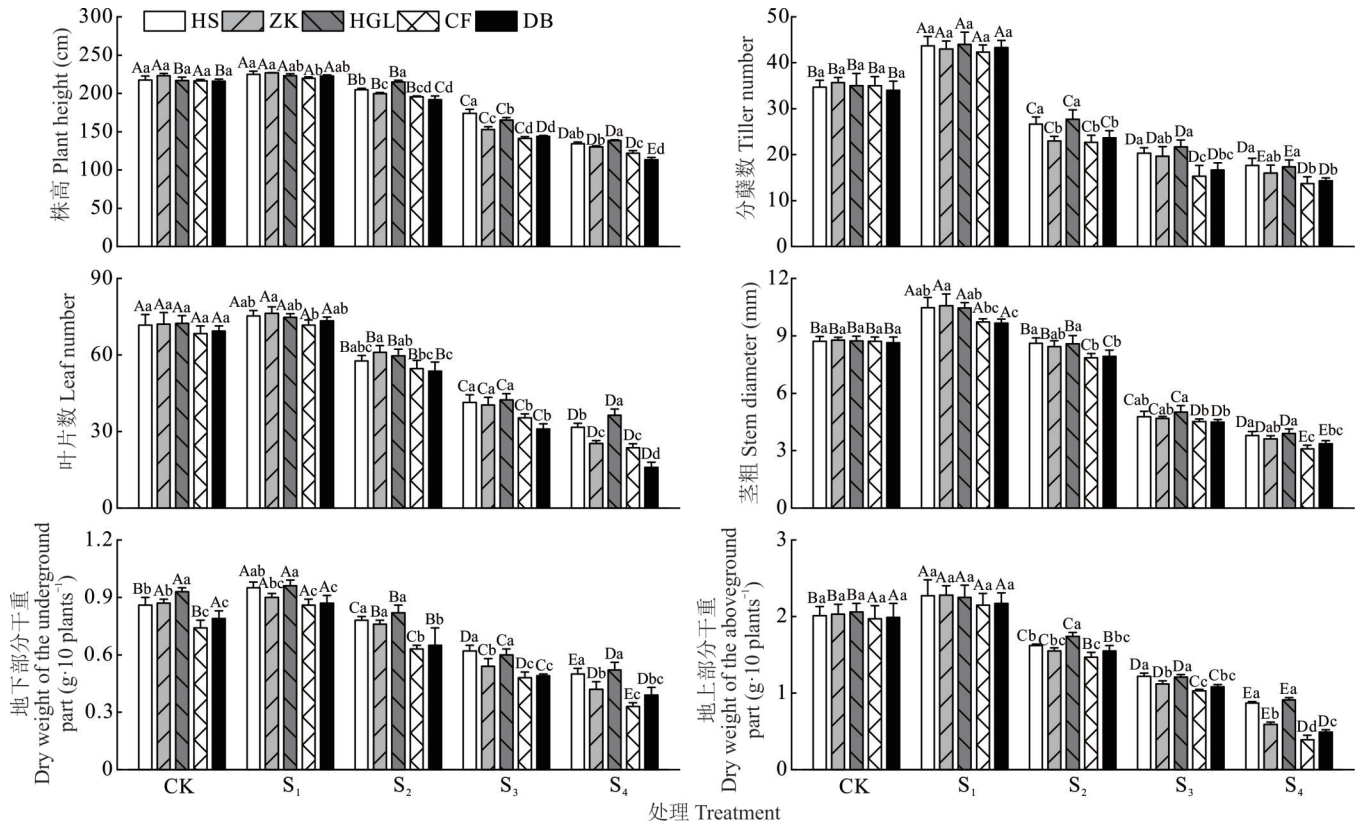 HS ZK HGL CF DB
株高 Plant height (cm)
300
250
200
150
100
50
0
Aa Aa Ba Aa Ba
Aa Aa Aab Ab Aab
Bb Bc Ba Bcd Cd
Ca Cc Cb Cd Dd
Dab Db Da Dc Ed
分蘖数 Tiller number
50
40
30
20
10
0
Ba Ba Ba Ba Ba
Aa Aa Aa Aa Aa
Ca Cb Ca Cb Cb
Da Dab Da Dc Dbc
Da Eab Ea Db Db
叶片数 Leaf number
90
60
30
0
Aa Aa Aa Aa Aa
Aab Aa Aab Ab Aab
Babc Ba Bab Bbc Bc
Ca Ca Ca Cb Cb
Db Dc Da Dc Dd
茎粗 Stem diameter (mm)
12
9
6
3
0
Ba Ba Ba Ba Ba
Aab Aa Aab Abc Ac
Ba Bab Ba Cb Cb
Cab Cab Ca Db Db
Da Dab Da Ec Ebc
地下部分干重
Dry weight of the underground
part (g·10 plants⁻¹)
1.2
0.9
0.6
0.3
0
Bb Ab Aa Bc Ac
Aab Abc Aa Ac Ac
Ca Ba Ba Cb Bb
Da Cb Ca Dc Cc
Ea Db Da Ec Dbc
CK S₁ S₂ S₃ S₄
地上部分干重
Dry weight of the aboveground
part (g·10 plants⁻¹)
3
2
1
0
Ba Ba Ba Ba Ba
Aa Aa Aa Aa Aa
Cb Cbc Ca Bc Bbc
Da Db Da Cc Cbc
Ea Eb Ea Dd Dc
CK S₁ S₂ S₃ S₄
处理 Treatment